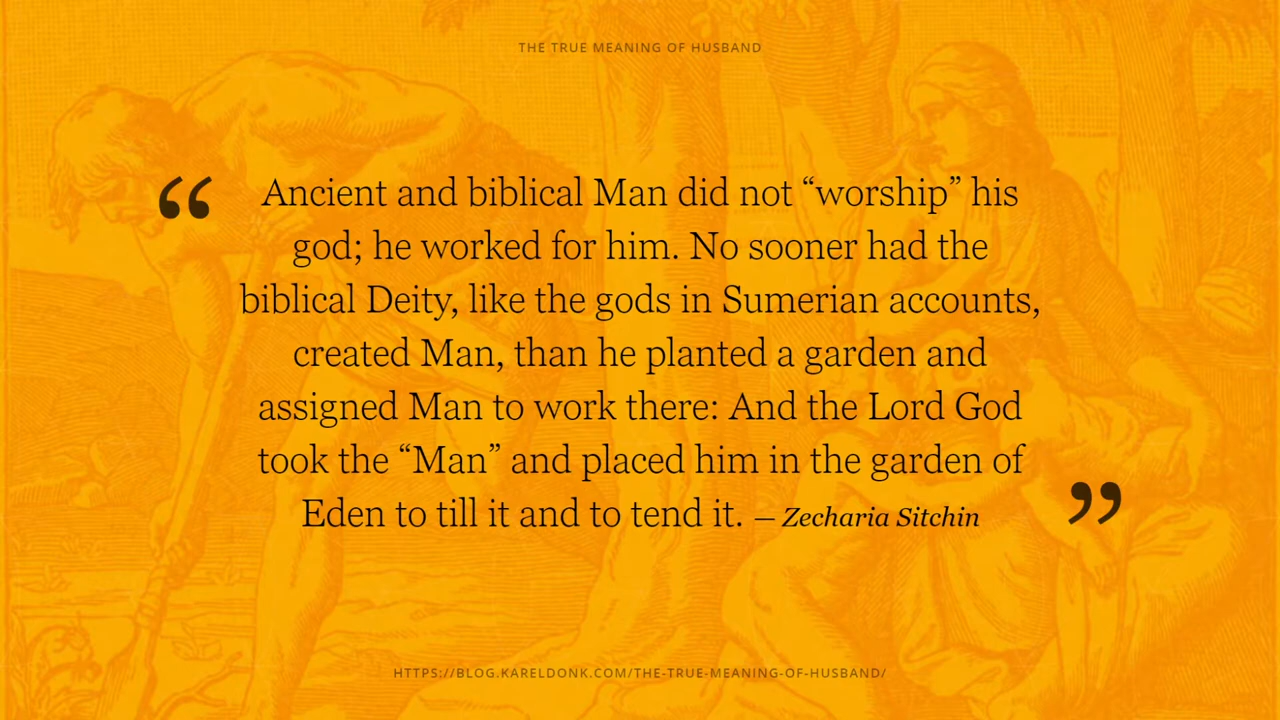 THE TRUE MEANING OF HUSBAND
“Ancient and biblical Man did not “worship” his
god; he worked for him. No sooner had the
biblical Deity, like the gods in Sumerian accounts,
created Man, than he planted a garden and
assigned Man to work there: And the Lord God
took the “Man” and placed him in the garden of
Eden to till it and to tend it. — Zecharia Sitchin”
HTTPS://BLOG.KARELDONK.COM/THE-TRUE-MEANING-OF-HUSBAND/